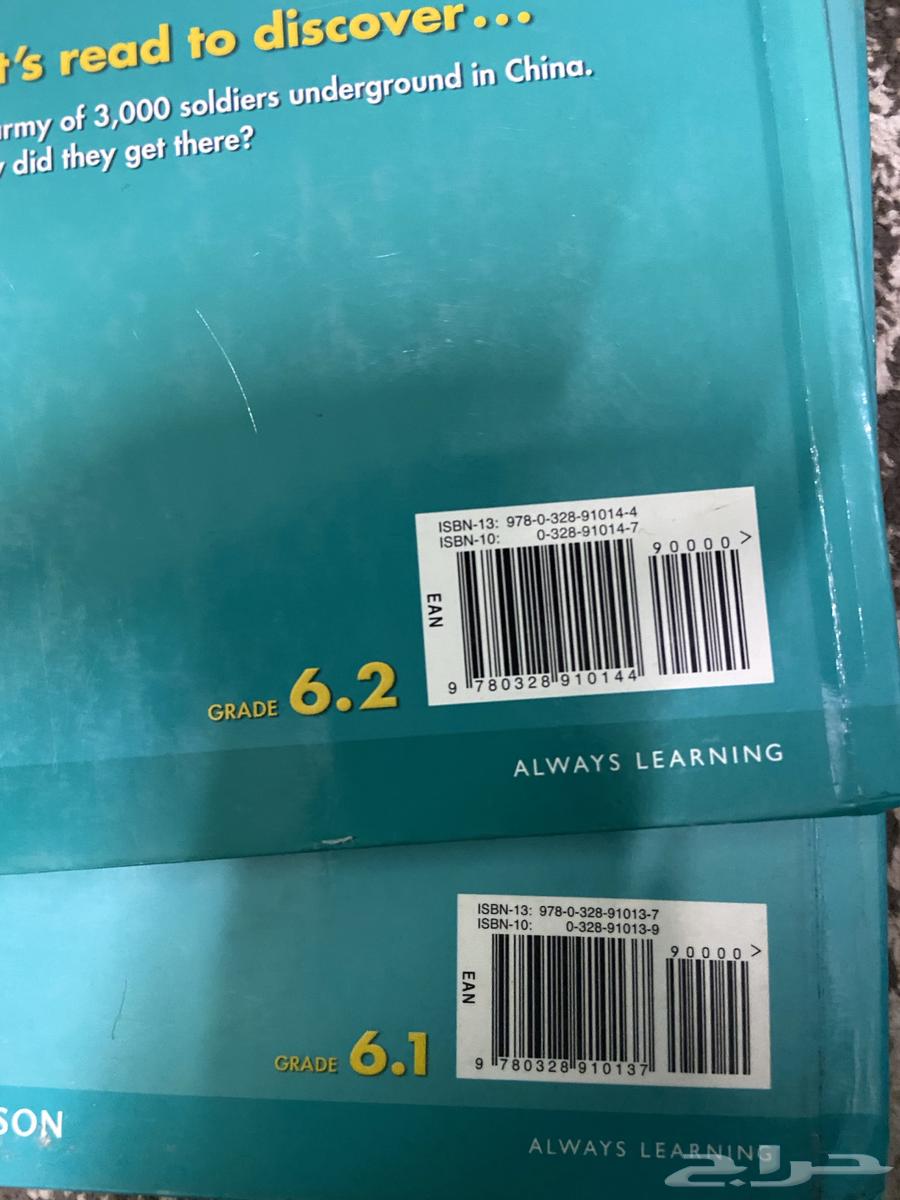 t's read to discover...
army of 3,000 soldiers underground in China.
did they get there?
ISBN-13: 978-0-328-91014-4
ISBN-10: 0-328-91014-7
90000>
EAN
9 780328 910144
GRADE 6.2
ALWAYS LEARNING
ISBN-13: 978-0-328-91013-7
ISBN-10: 0-328-91013-9
90000>
EAN
9 780328 910137
GRADE 6.1
SON
ALWAYS LEARNING
حراج